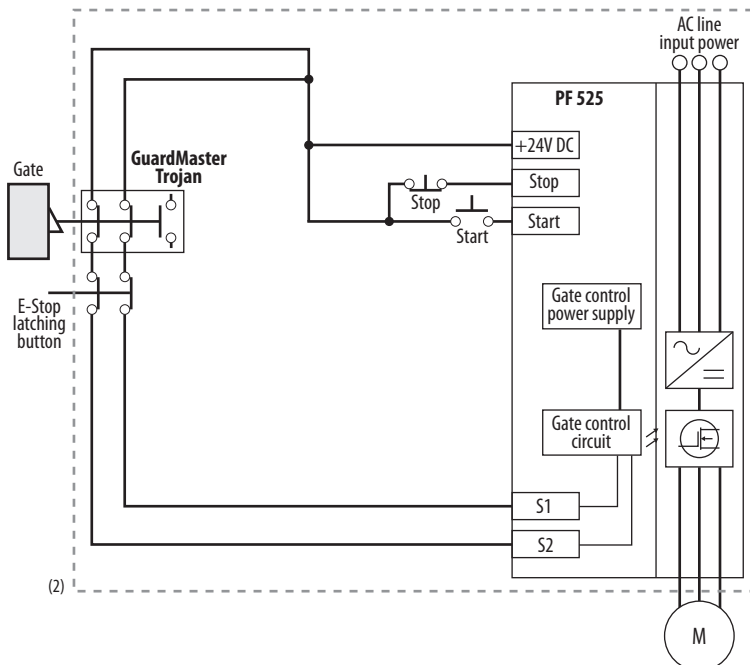 AC line
input power
PF 525
+24V DC
GuardMaster
Trojan
Gate
Stop
Stop
Start
Start
E-Stop
latching
button
Gate control
power supply
Gate control
circuit
S1
S2
(2)
M